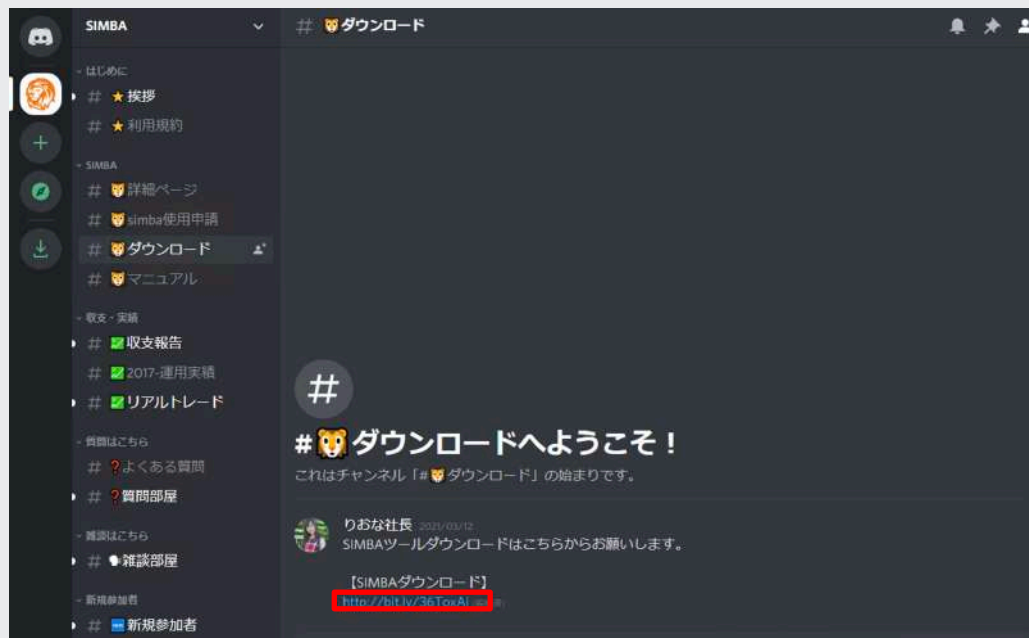 SIMBA
# 🦁ダウンロード
はじめに
# ★挨拶
# ★利用規約
SIMBA
# 🦁詳細ページ
# 🦁simba使用申請
# 🦁ダウンロード
# 🦁マニュアル
収支・実績
# 💹収支報告
# 💹2017-運用実績
# 💹リアルトレード
質問はこちら
# ❓よくある質問
# ❓質問部屋
雑談はこちら
# 🗣雑談部屋
新規参加者
# 新規参加者
#
# 🦁ダウンロードへようこそ！
これはチャンネル「#🦁ダウンロード」の始まりです。
りおな社長 2021/03/12
SIMBAツールダウンロードはこちらからお願いします。
【SIMBAダウンロード】
http://bit.ly/36ToxAi